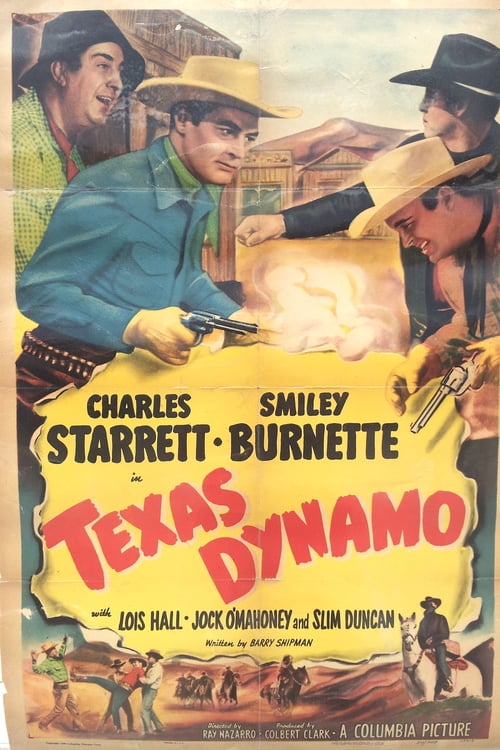 CHARLES SMILEY
STARRETT · BURNETTE
in
TEXAS
DYNAMO
with LOIS HALL · JOCK O'MAHONEY and SLIM DUNCAN
Written by BARRY SHIPMAN
Directed by Produced by
RAY NAZARRO · COLBERT CLARK · A COLUMBIA PICTURE